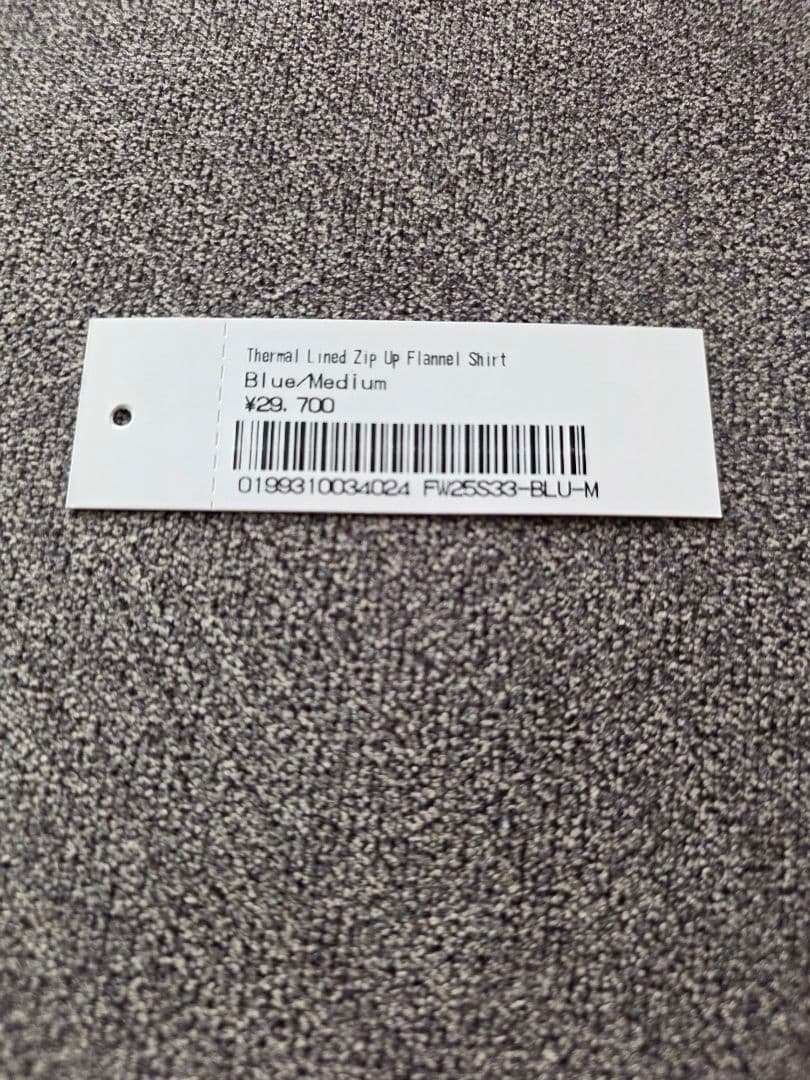 Thermal Lined Zip Up Flannel Shirt
Blue/Medium
¥29,700
0199310034024 FW25S33-BLU-M